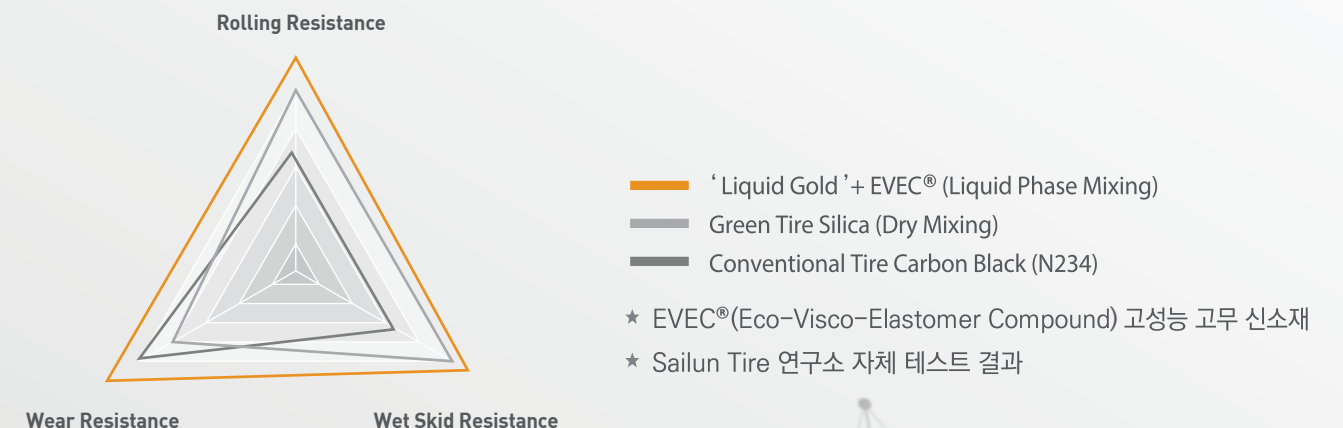 Rolling Resistance
‘ Liquid Gold ’+ EVEC® (Liquid Phase Mixing)
Green Tire Silica (Dry Mixing)
Conventional Tire Carbon Black (N234)
★ EVEC®(Eco-Visco-Elastomer Compound) 고성능 고무 신소재
★ Sailun Tire 연구소 자체 테스트 결과
Wear Resistance
Wet Skid Resistance